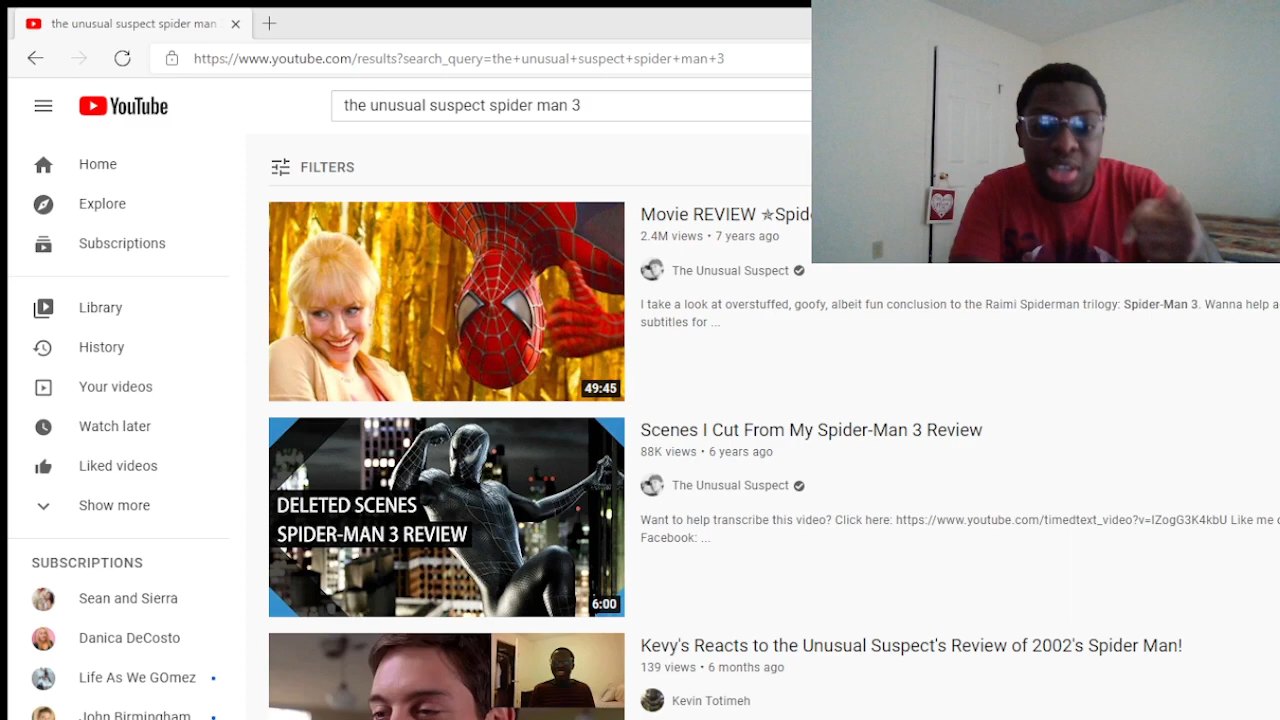 the unusual suspect spider man
https://www.youtube.com/results?search_query=the+unusual+suspect+spider+man+3
YouTube
the unusual suspect spider man 3
Home
Explore
Subscriptions
Library
History
Your videos
Watch later
Liked videos
Show more
SUBSCRIPTIONS
Sean and Sierra
Danica DeCosto
Life As We GOmez
John Birmingham
FILTERS
49:45
Movie REVIEW ✯Spid
2.4M views • 7 years ago
The Unusual Suspect
I take a look at overstuffed, goofy, albeit fun conclusion to the Raimi Spiderman trilogy: Spider-Man 3. Wanna help a
subtitles for ...
DELETED SCENES
SPIDER-MAN 3 REVIEW
6:00
Scenes I Cut From My Spider-Man 3 Review
88K views • 6 years ago
The Unusual Suspect
Want to help transcribe this video? Click here: https://www.youtube.com/timedtext_video?v=IZogG3K4kbU Like me
Facebook: ...
Kevy's Reacts to the Unusual Suspect's Review of 2002's Spider Man!
139 views • 6 months ago
Kevin Totimeh